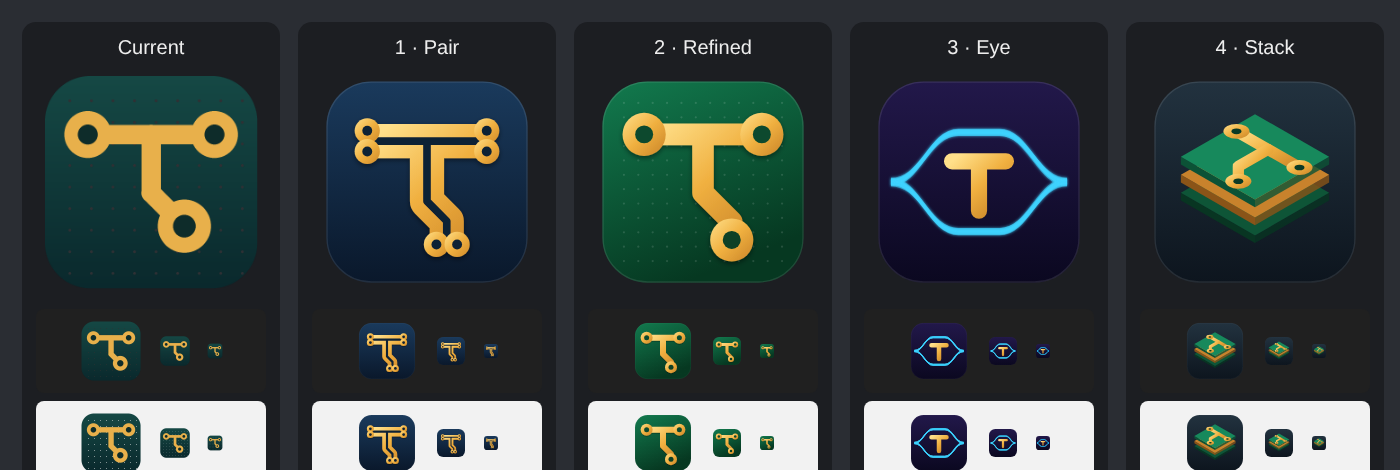 Current
1 · Pair
2 · Refined
3 · Eye
4 · Stack
T